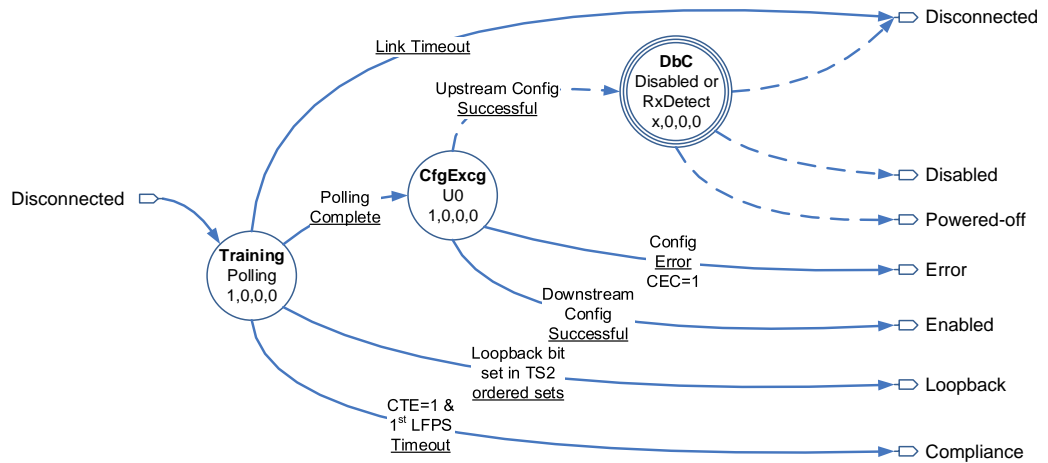 Disconnected
Link Timeout
DbC
Disabled or
RxDetect
x,0,0,0
Upstream Config
Successful
Disabled
Disconnected
Polling
Complete
CfgExcg
U0
1,0,0,0
Powered-off
Training
Polling
1,0,0,0
Config
Error
CEC=1
Error
Downstream
Config
Successful
Enabled
Loopback bit
set in TS2
ordered sets
Loopback
CTE=1 &
1st LFPS
Timeout
Compliance